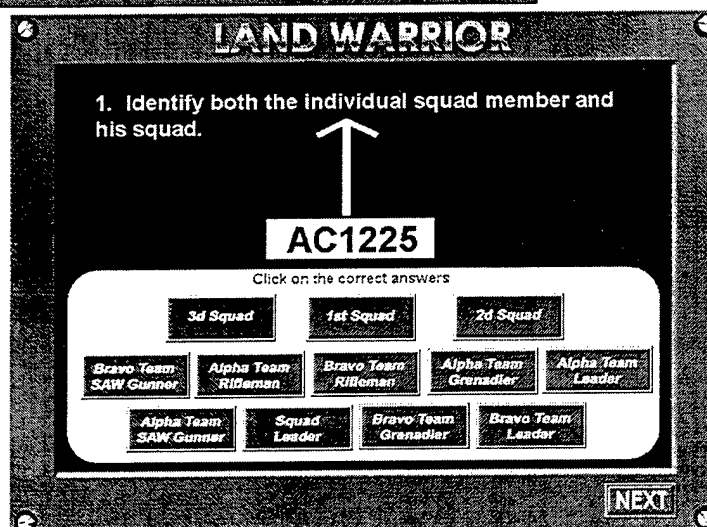 LAND WARRIOR
1. Identify both the individual squad member and
his squad.
AC1225
Click on the correct answers
3d Squad 1st Squad 2d Squad
Bravo Team Alpha Team Bravo Team Alpha Team Alpha Team
SAW Gunner Rifleman Rifleman Grenadier Leader
Alpha Team Squad Bravo Team Bravo Team
SAW Gunner Leader Grenadier Leader
NEXT